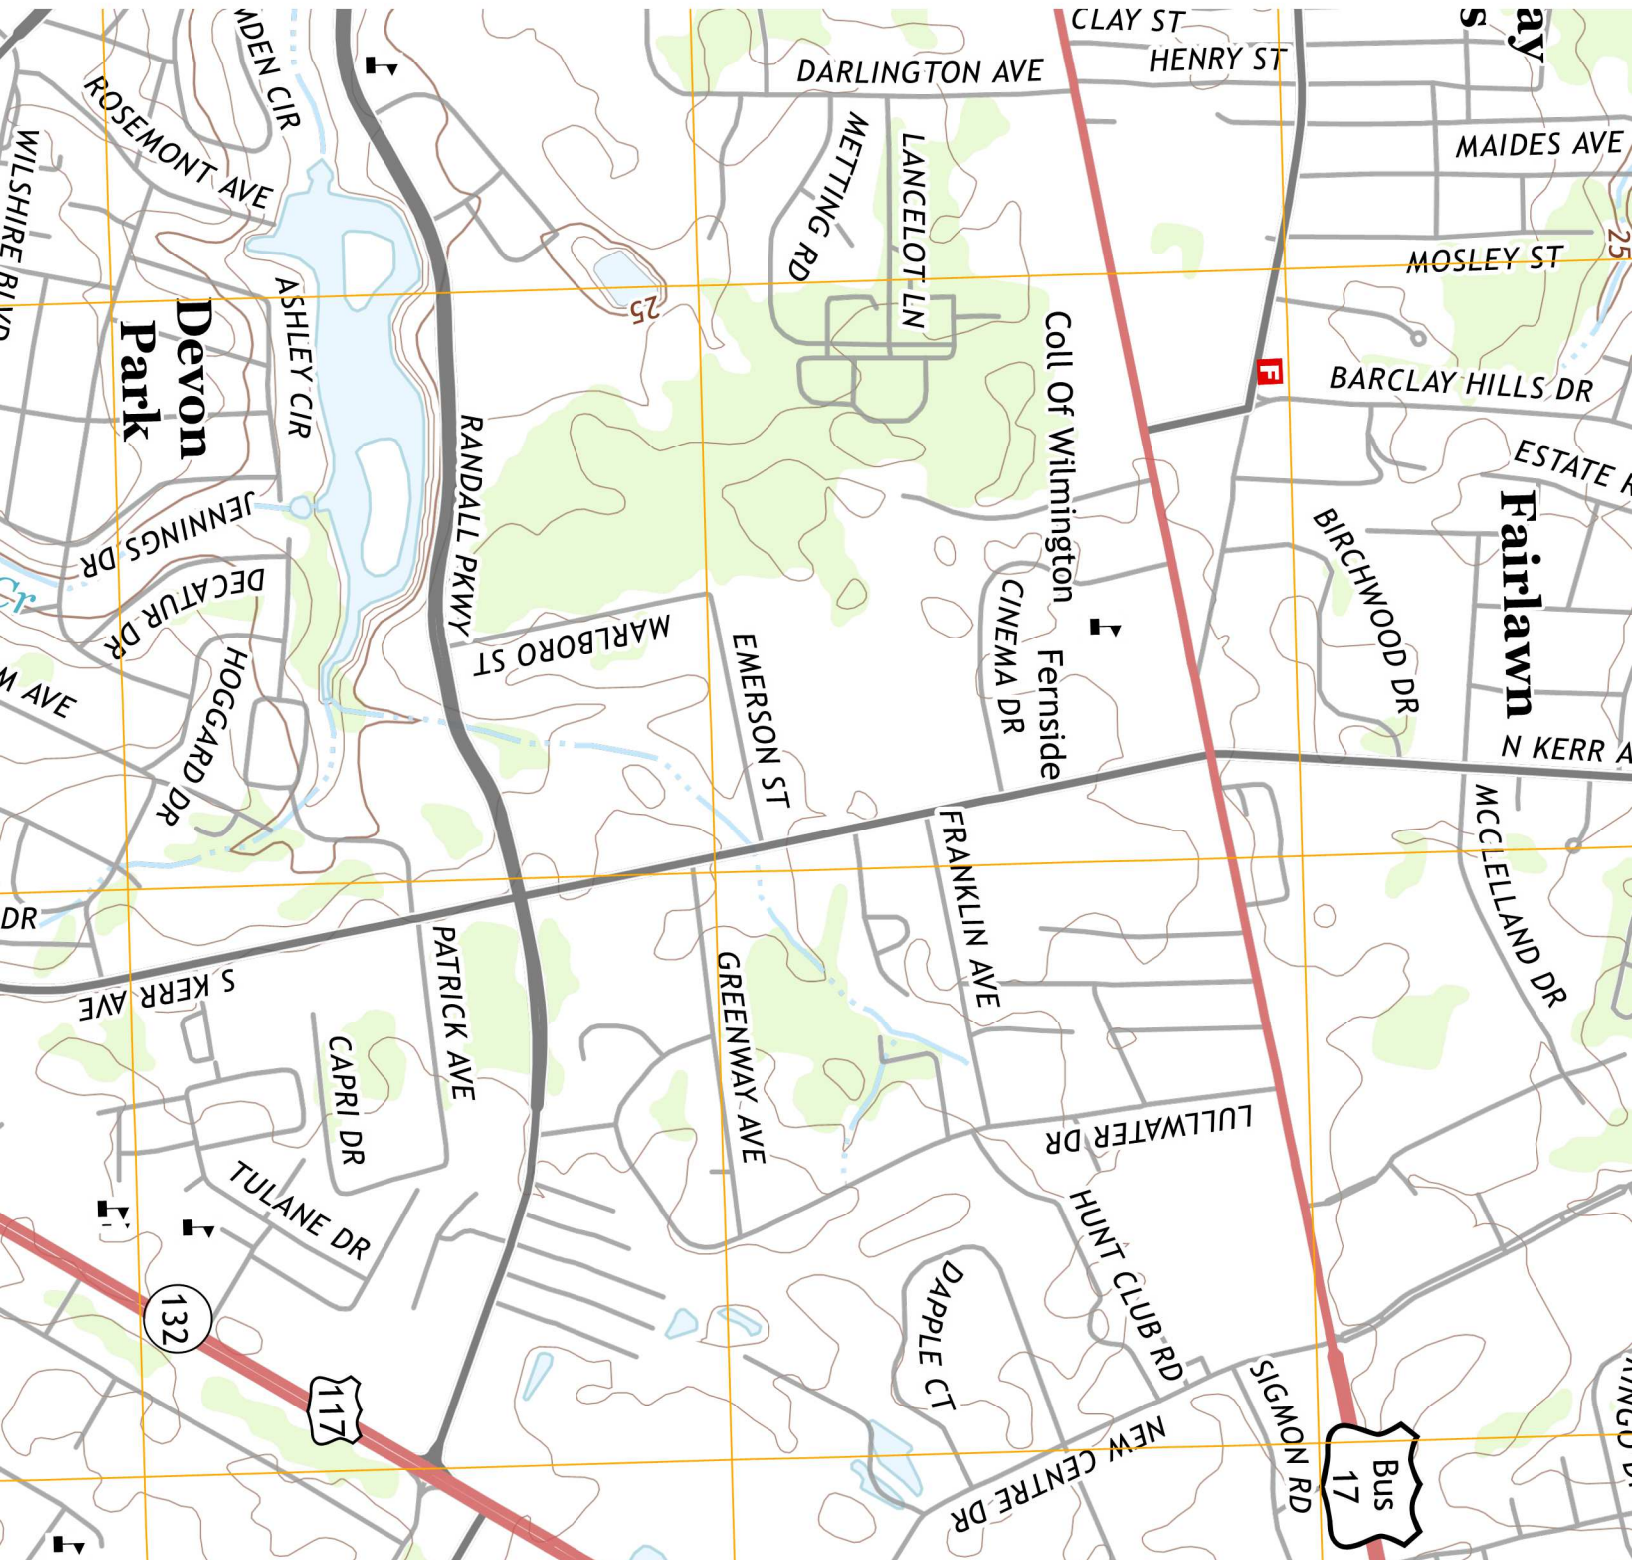 CLAY ST
HENRY ST
DARLINGTON AVE
ROSEMONT AVE
MAIDES AVE
METTING RD
LANCELOT LN
MOSLEY ST
25
25
ASHLEY CIR
Devon
Park
BARCLAY HILLS DR
F
Coll Of Wilmington
RANDALL PKWY
JENNINGS DR
DECATUR DR
Cr
Fairlawn
BIRCHWOOD DR
MARLBORO ST
EMERSON ST
CINEMA DR
Fernside
HOGGARD DR
N KERR
MCCLELLAND DR
FRANKLIN AVE
DR
S KERR AVE
PATRICK AVE
GREENWAY AVE
CAPRI DR
LULLWATER DR
TULANE DR
HUNT CLUB RD
DAPPLE CT
132
117
NEW CENTRE DR
SIGMON RD
Bus
17
WILSHIRE
ESTATE
AVE
CIR